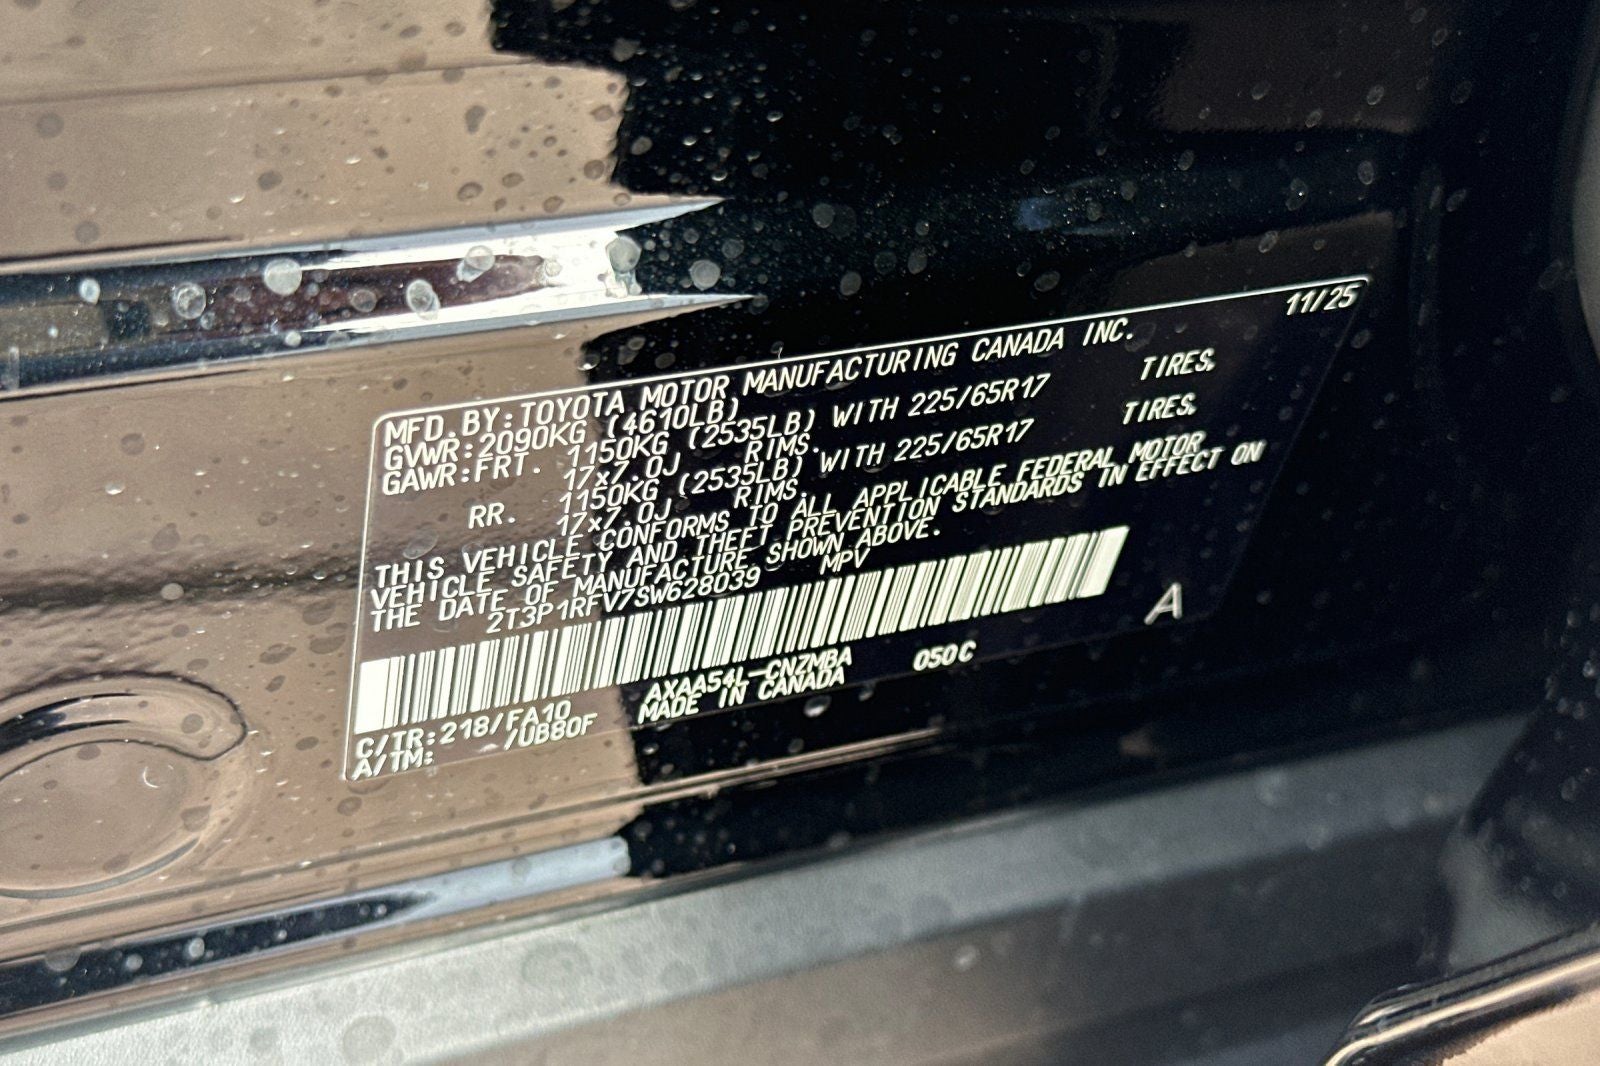 11/25
MFD.BY:TOYOTA MOTOR MANUFACTURING CANADA INC.
GVWR:2090KG (4610LB)
GAWR:FRT. 1150KG (2535LB) WITH 225/65R17 TIRES,
17x7.0J RIMS.
RR. 1150KG (2535LB) WITH 225/65R17 TIRES,
17x7.0J RIMS.
THIS VEHICLE CONFORMS TO ALL APPLICABLE FEDERAL MOTOR
VEHICLE SAFETY AND THEFT PREVENTION STANDARDS IN EFFECT ON
THE DATE OF MANUFACTURE SHOWN ABOVE.
2T3P1RFV7SW628039 MPV
A
C/TR:218/FA10 AXAA54L-CNZMBA 050C
A/TM: /UB80F MADE IN CANADA